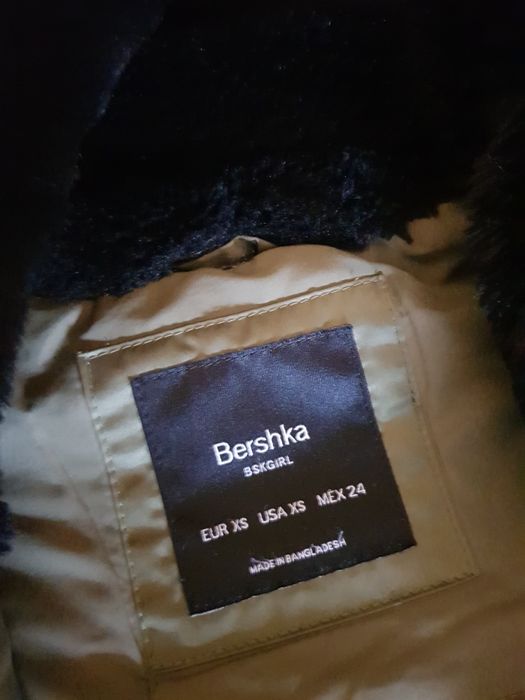 Bershka
BSKGIRL
EUR XS USA XS MEX 24
MADE IN BANGLADESH